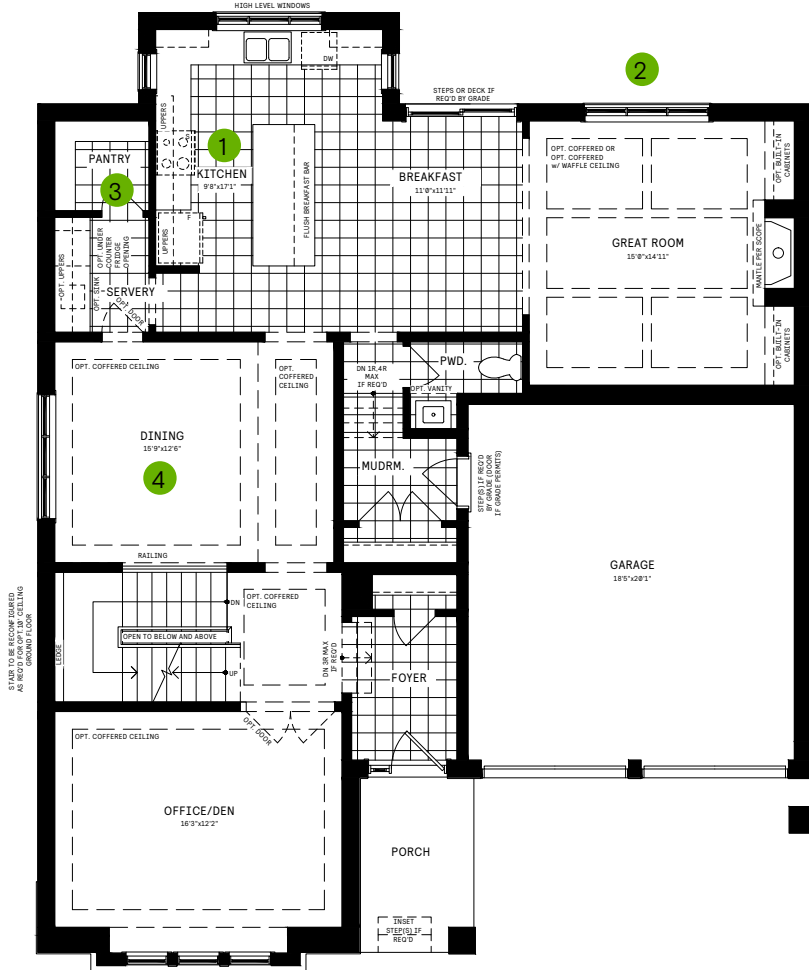 HIGH LEVEL WINDOWS
DW
2
STEPS OR DECK IF
REQ'D BY GRADE
UPPERS
1
KITCHEN
9'8"x17'1"
FLUSH BREAKFAST BAR
BREAKFAST
11'0"x11'11"
OPT. COFFERED OR
OPT. COFFERED
w/ WAFFLE CEILING
OPT. BUILT-IN
CABINETS
PANTRY
3
F
UPPERS
GREAT ROOM
15'0"x14'11"
MANTLE PER SCOPE
OPT. UPPERS
OPT. SINK
OPT. UNDER
COUNTER
FRIDGE
OPENING
SERVERY
OPT. DOOR
OPT. BUILT-IN
CABINETS
OPT. COFFERED CEILING
OPT.
COFFERED
CEILING
DN 1R,4R
MAX
IF REQ'D
PWD.
OPT. VANITY
DINING
15'9"x12'6"
4
MUDRM.
STEP(S) IF REQ'D
BY GRADE (DOOR
IF GRADE PERMITS)
RAILING
GARAGE
18'5"x20'1"
STAIR TO BE RECONFIGURED
AS REQ'D FOR OPT.10' CEILING
GROUND FLOOR
LEDGE
DN
OPEN TO BELOW AND ABOVE
UP
OPT. COFFERED
CEILING
DN 3R MAX
IF REQ'D
FOYER
OPT. DOOR
OPT. COFFERED CEILING
OFFICE/DEN
16'3"x12'2"
PORCH
INSET
STEP(S) IF
REQ'D